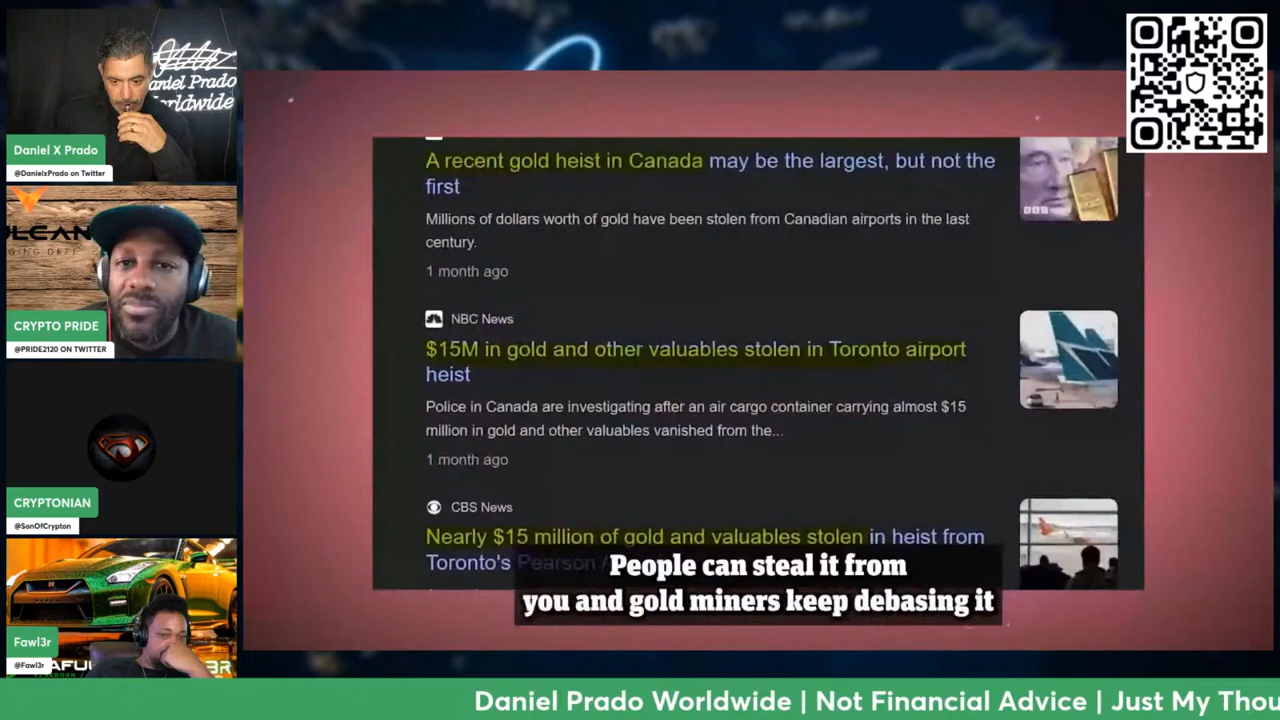 Daniel Prado
Worldwide
Daniel X Prado
@DanielxPrado on Twitter
CRYPTO PRIDE
@PRIDE2120 ON TWITTER
CRYPTONIAN
@SonOfCrypton
Fawl3r
@Fawl3r
A recent gold heist in Canada may be the largest, but not the
first
Millions of dollars worth of gold have been stolen from Canadian airports in the last
century.
1 month ago
NBC News
$15M in gold and other valuables stolen in Toronto airport
heist
Police in Canada are investigating after an air cargo container carrying almost $15
million in gold and other valuables vanished from the...
1 month ago
CBS News
Nearly $15 million of gold and valuables stolen in heist from
Toronto's Pearson
People can steal it from
you and gold miners keep debasing it
Daniel Prado Worldwide | Not Financial Advice | Just My Thou